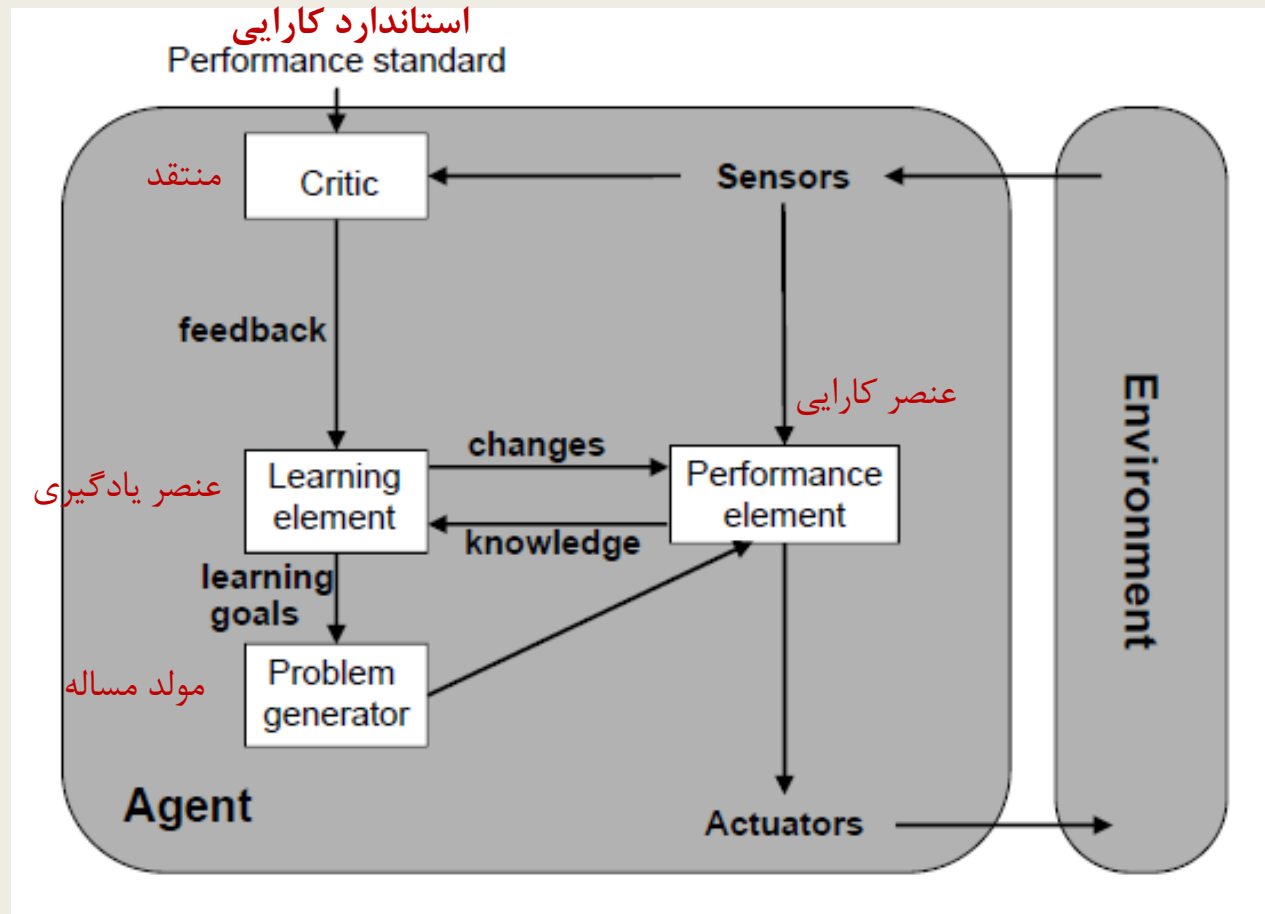 استاندارد کارایی
Performance standard
منتقد
Critic
Sensors
feedback
عنصر کارایی
changes
عنصر یادگیری
Learning
element
Performance
element
knowledge
learning
goals
مولد مساله
Problem
generator
Agent
Actuators
Environment